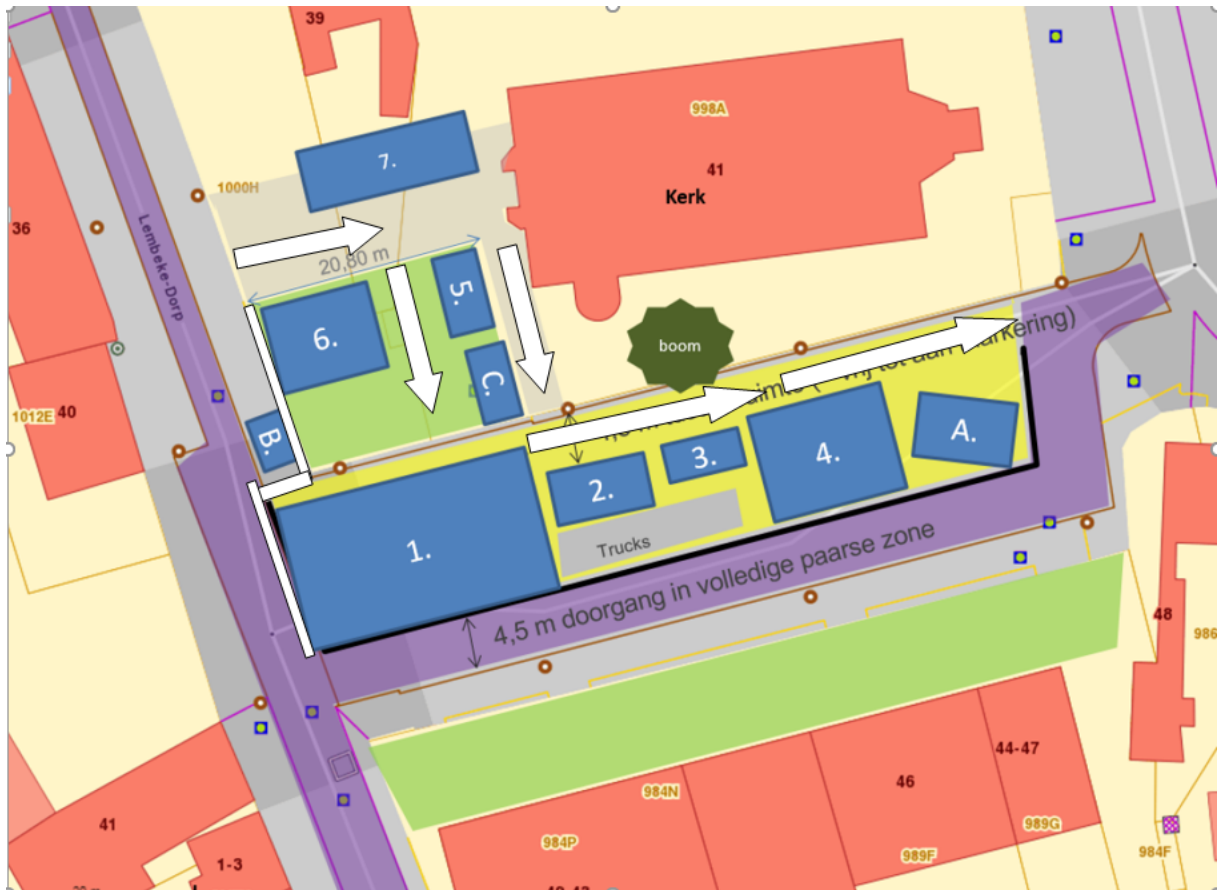 39
998A
7.
41
Kerk
1000H
36
Lembeke-Dorp
20,80 m
5.
6.
boom
C.
1012E
40
B.
A.
4.
3.
2.
1.
Trucks
4,5 m doorgang in volledige paarse zone
48
986
44-47
46
984N
41
984P
989G
989F
984F
1-3